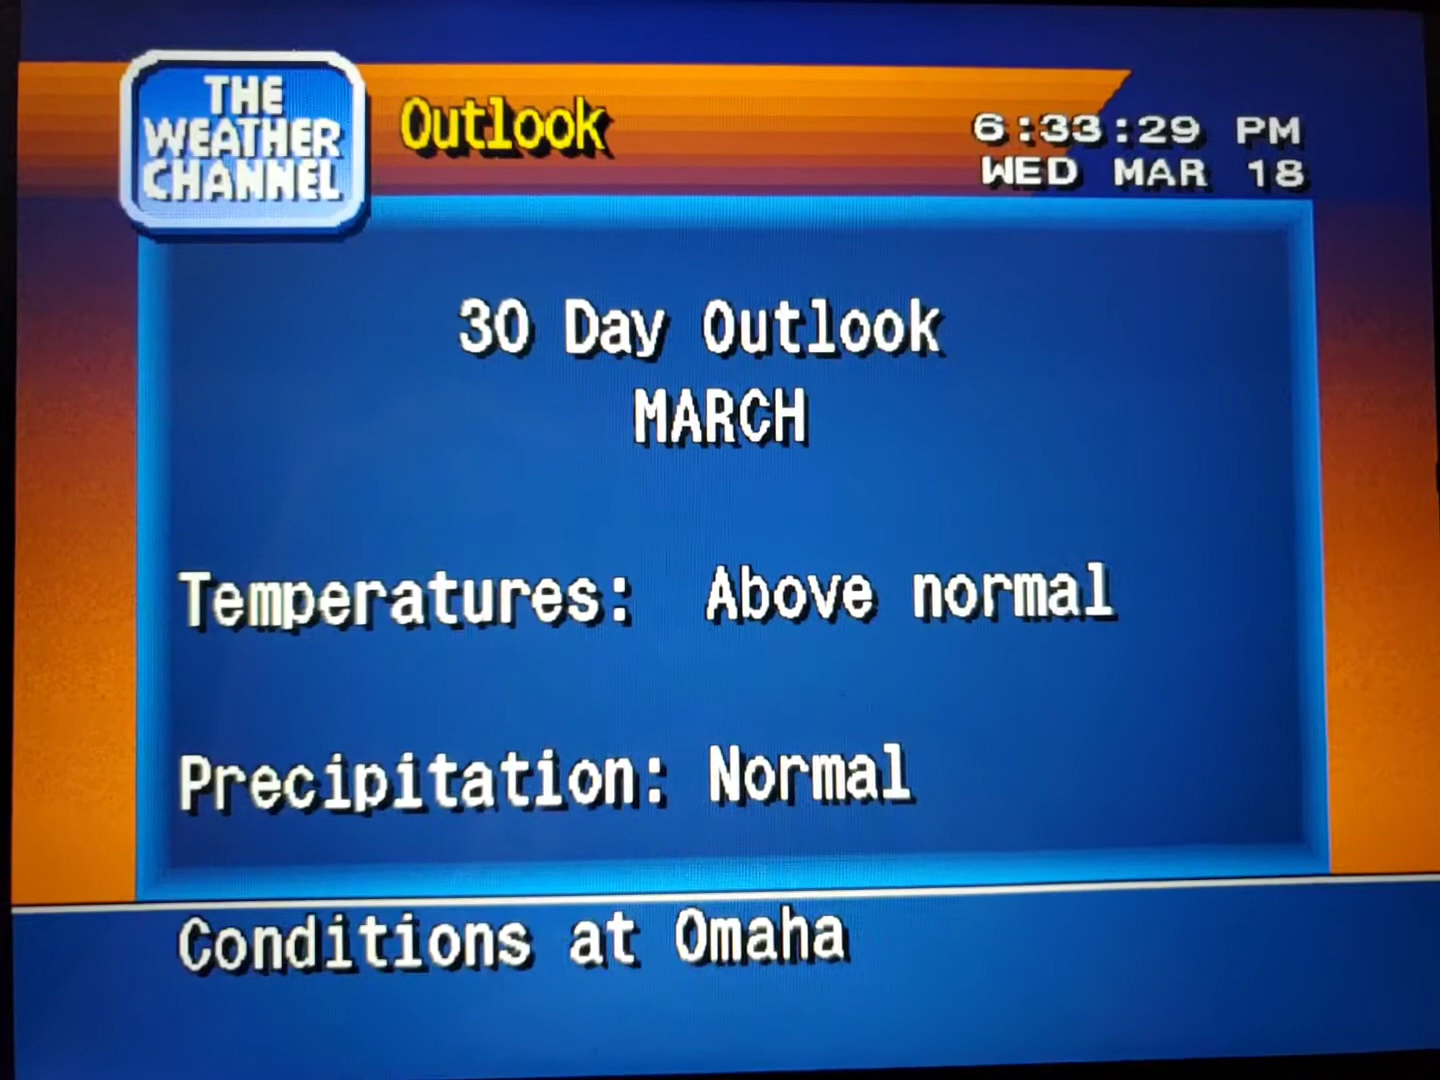 THE
WEATHER
CHANNEL
Outlook
6:33:29 PM
WED MAR 18
30 Day Outlook
MARCH
Temperatures: Above normal
Precipitation: Normal
Conditions at Omaha